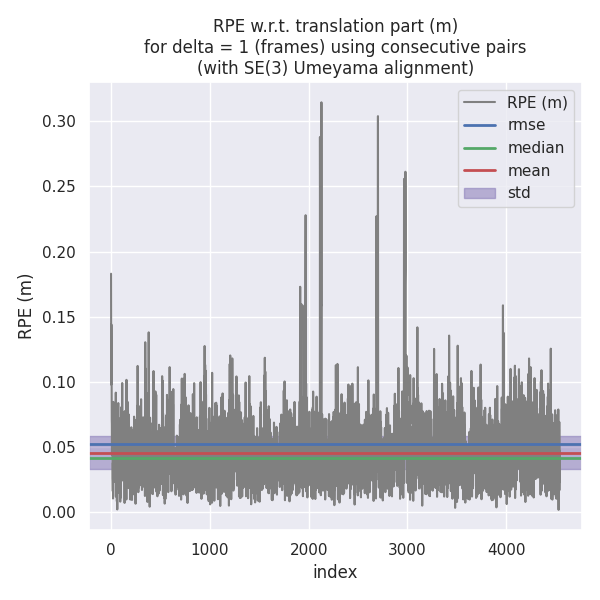 RPE w.r.t. translation part (m)
for delta = 1 (frames) using consecutive pairs
(with SE(3) Umeyama alignment)
RPE (m)
rmse
median
mean
std
0.30
0.25
0.20
0.15
0.10
0.05
0.00
RPE (m)
0
1000
2000
3000
4000
index